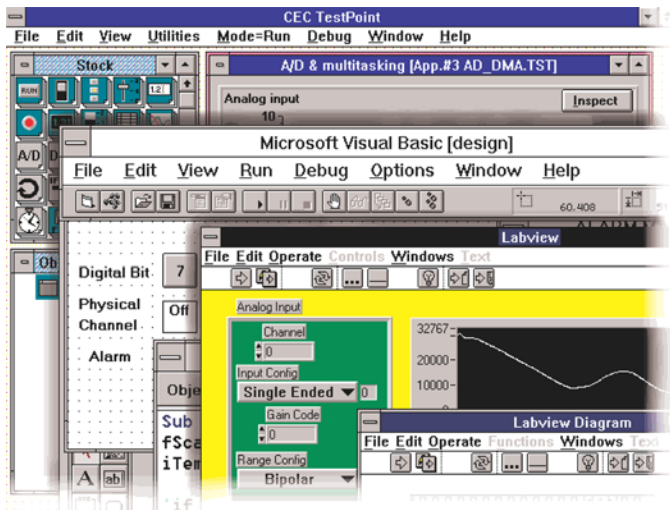 CEC TestPoint
File Edit View Utilities Mode=Run Debug Window Help
Stock
A/D & multitasking [App.#3 AD_DMA.TST]
RUN
1.2
Analog input
Inspect
10
A/D
Microsoft Visual Basic [design]
File Edit View Run Debug Options Window Help
60.408
Labview
File Edit Operate Controls Windows Text
Digital Bit
7
Physical
Channel
Off
Alarm
Analog Input
Channel
0
Input Config
Single Ended
0
Gain Code
0
Range Config
Bipolar
32767
20000
10000
0
Sub
Labview Diagram
File Edit Operate Functions Windows
A ab
'if